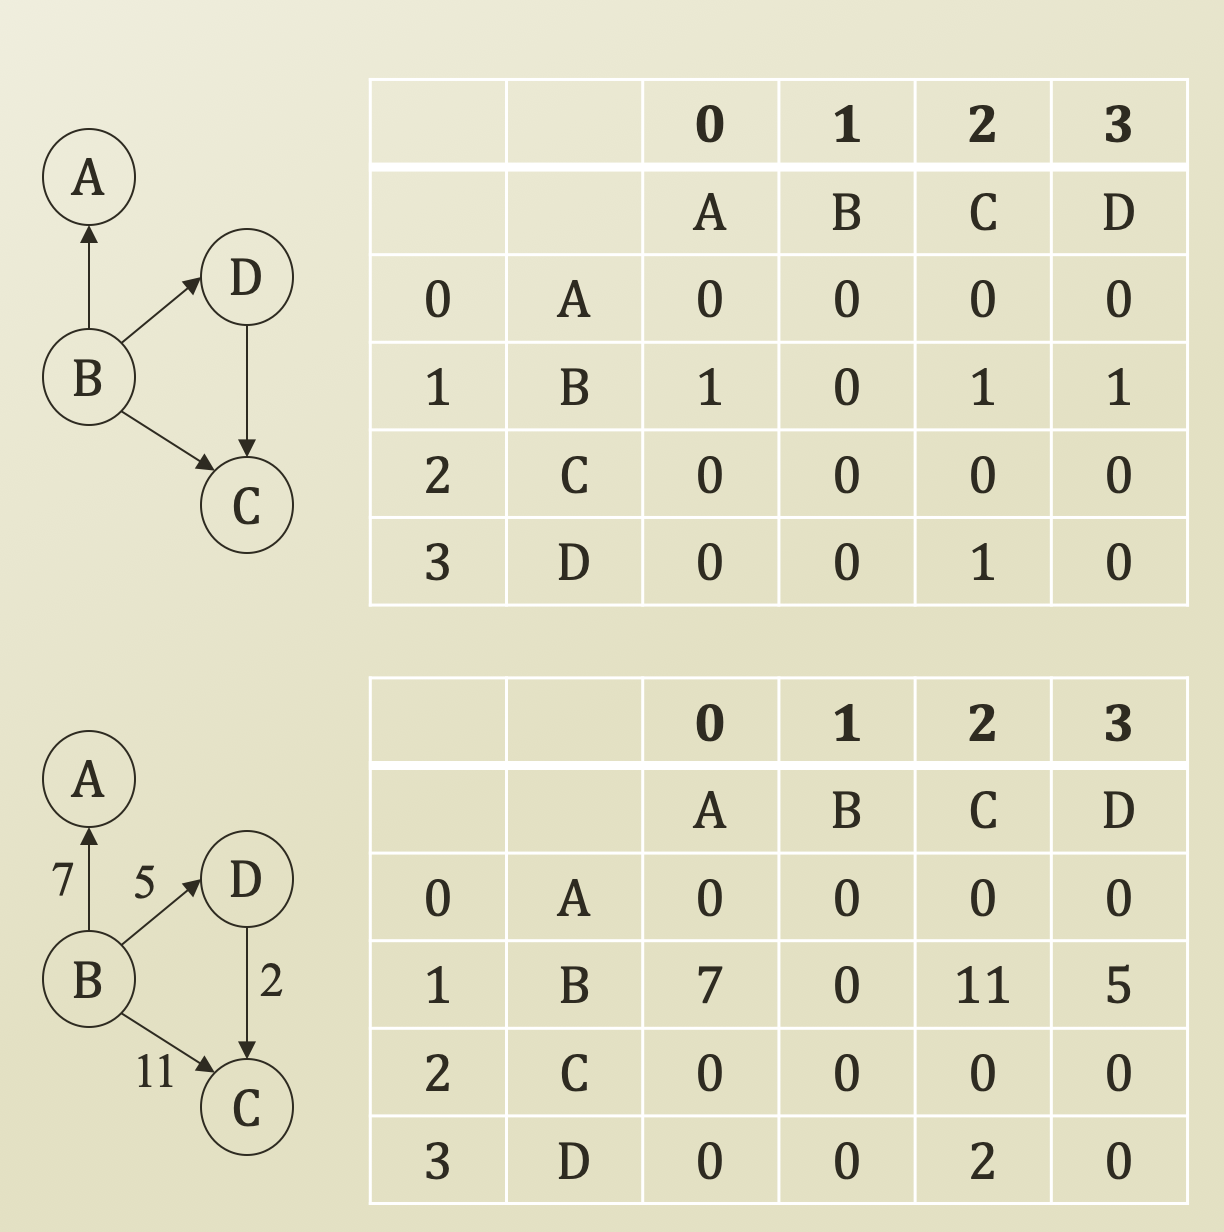 A
D
B
C
0 1 2 3
A B C D
0 A 0 0 0 0
1 B 1 0 1 1
2 C 0 0 0 0
3 D 0 0 1 0
A
7 5 D
B 2
11
C
0 1 2 3
A B C D
0 A 0 0 0 0
1 B 7 0 11 5
2 C 0 0 0 0
3 D 0 0 2 0